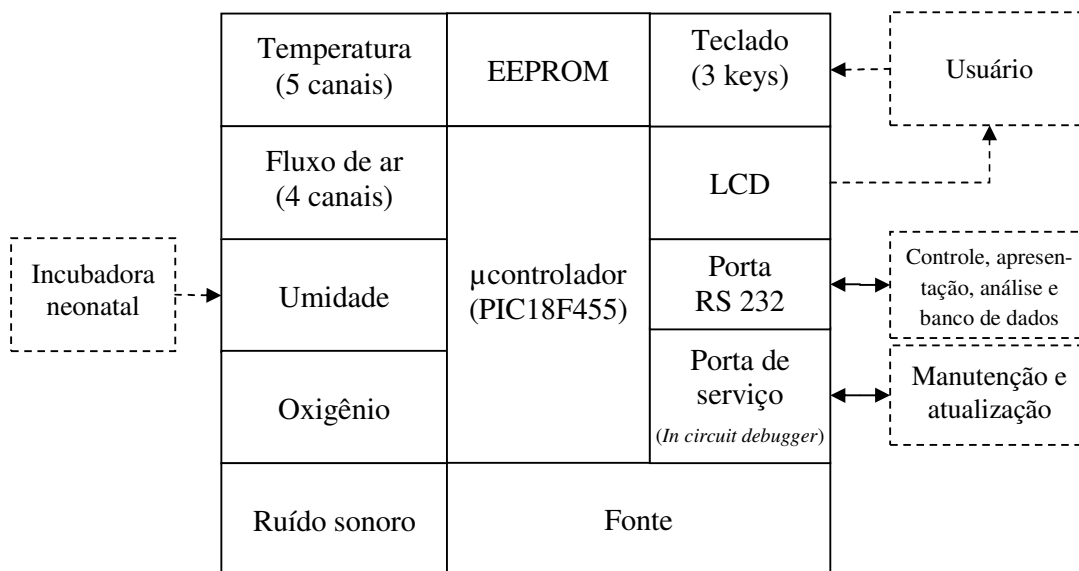 Temperatura
(5 canais)
EEPROM
Teclado
(3 keys)
Usuário
Fluxo de ar
(4 canais)
LCD
Incubadora
neonatal
Umidade
µcontrolador
(PIC18F455)
Porta
RS 232
Controle, apresen-
tação, análise e
banco de dados
Oxigênio
Porta de
serviço
(In circuit debugger)
Manutenção e
atualização
Ruído sonoro
Fonte